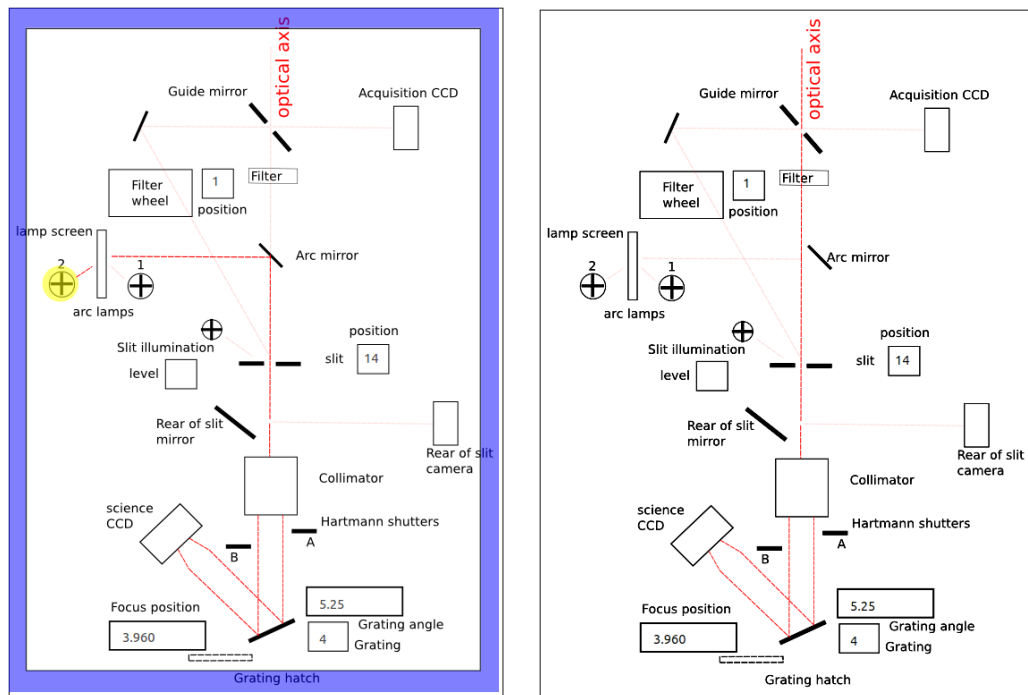 optical axis
Guide mirror
Acquisition CCD
Filter
wheel
1
position
Filter
lamp screen
2
1
arc lamps
Arc mirror
Slit illumination
level
position
slit
14
Rear of slit
mirror
Rear of slit
camera
Collimator
science
CCD
Hartmann shutters
A
B
Focus position
3.960
5.25
Grating angle
4
Grating
Grating hatch
optical axis
Guide mirror
Acquisition CCD
Filter
wheel
1
position
Filter
lamp screen
2
1
arc lamps
Arc mirror
Slit illumination
level
position
slit
14
Rear of slit
mirror
Rear of slit
camera
Collimator
science
CCD
Hartmann shutters
A
B
Focus position
3.960
5.25
Grating angle
4
Grating
Grating hatch